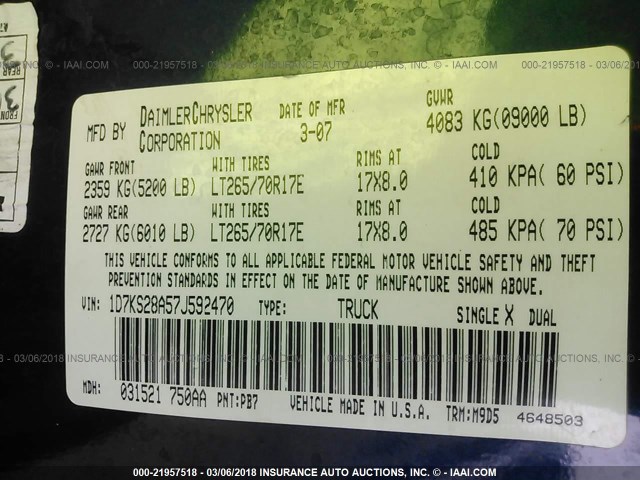 000-21957518 - 03/06/2018 INSURANCE AUTO AUCTIONS, INC. - © IAAI.COM
REAR
FRON
3
3
MFD BY DAIMLERCHRYSLER CORPORATION DATE OF MFR 3-07 GVWR 4083 KG(09000 LB)
GAWR FRONT WITH TIRES RIMS AT COLD
2359 KG(5200 LB) LT265/70R17E 17X8.0 410 KPA( 60 PSI)
GAWR REAR WITH TIRES RIMS AT COLD
2727 KG(6010 LB) LT265/70R17E 17X8.0 485 KPA( 70 PSI)
THIS VEHICLE CONFORMS TO ALL APPLICABLE FEDERAL MOTOR VEHICLE SAFETY AND THEFT
PREVENTION STANDARDS IN EFFECT ON THE DATE OF MANUFACTURE SHOWN ABOVE.
VIN: 1D7KS28A57J592470 TYPE: TRUCK SINGLE X DUAL
MDH: 031521 750AA PNT:PB7 VEHICLE MADE IN U.S.A. TRM:M9D5 4648503
000-21957518 - 03/06/2018 INSURANCE AUTO AUCTIONS, INC. - © IAAI.COM